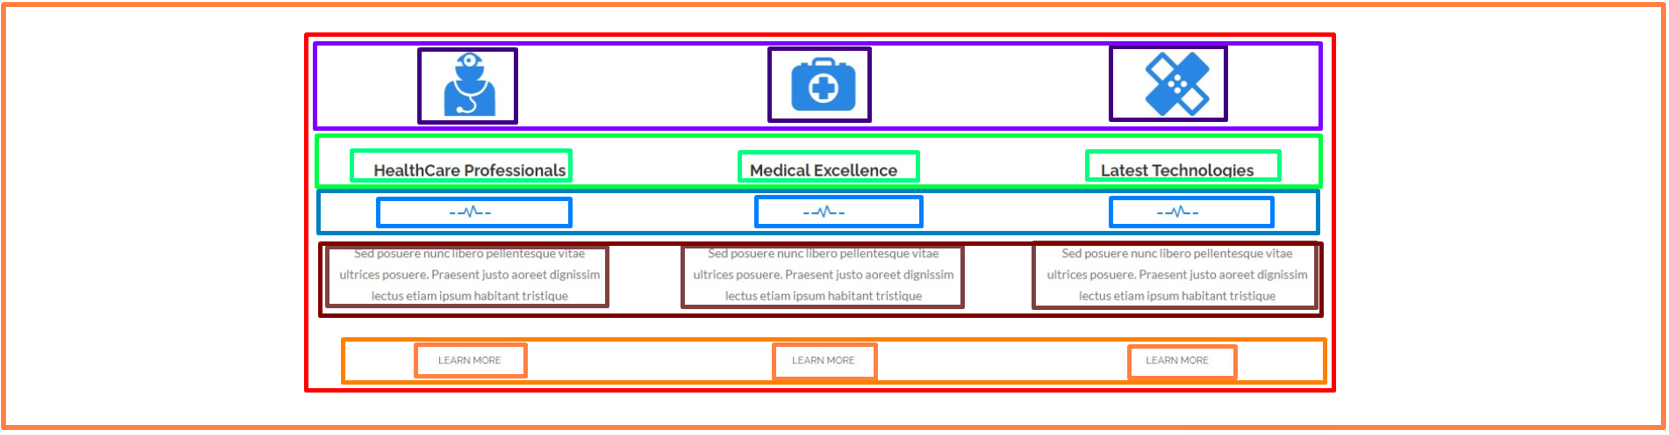 HealthCare Professionals
Medical Excellence
Latest Technologies
Sed posuere nunc libero pellentesque vitae
ultrices posuere. Praesent justo aoreet dignissim
lectus etiam ipsum habitant tristique
Sed posuere nunc libero pellentesque vitae
ultrices posuere. Praesent justo aoreet dignissim
lectus etiam ipsum habitant tristique
Sed posuere nunc libero pellentesque vitae
ultrices posuere. Praesent justo aoreet dignissim
lectus etiam ipsum habitant tristique
LEARN MORE
LEARN MORE
LEARN MORE